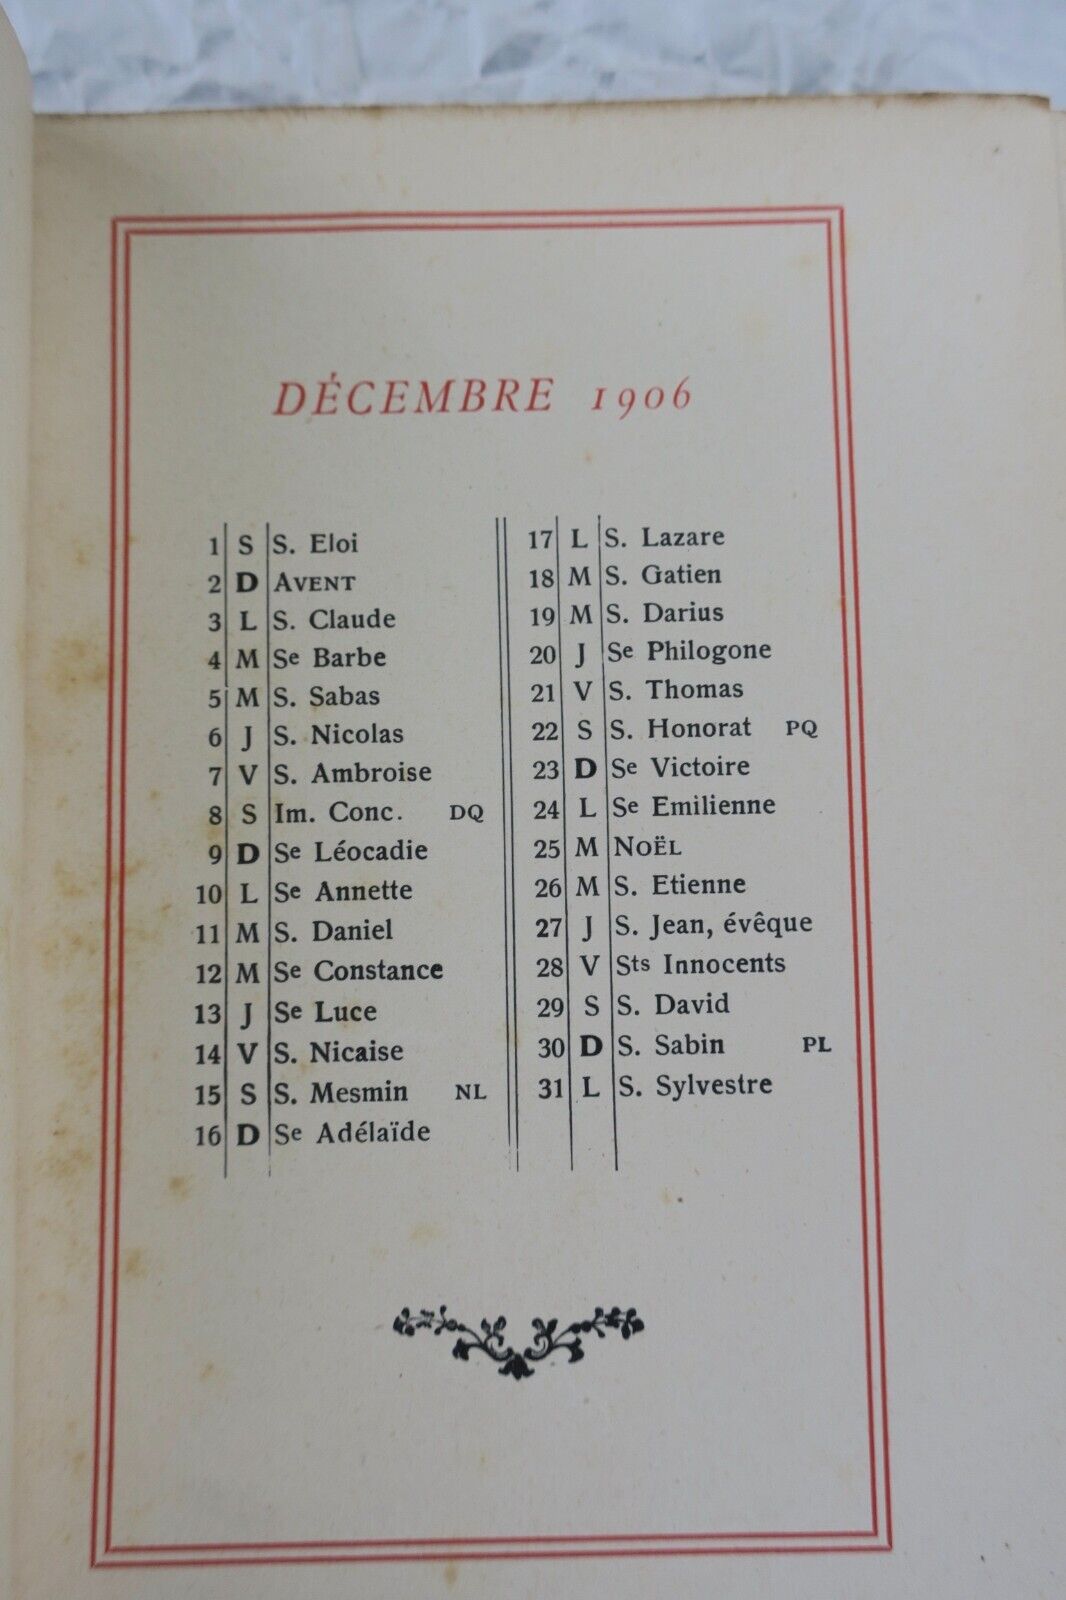 DÉCEMBRE 1906
1 S S. Eloi
2 D AVENT
3 L S. Claude
4 M Se Barbe
5 M S. Sabas
6 J S. Nicolas
7 V S. Ambroise
8 S Im. Conc. DQ
9 D Se Léocadie
10 L Se Annette
11 M S. Daniel
12 M Se Constance
13 J Se Luce
14 V S. Nicaise
15 S S. Mesmin NL
16 D Se Adélaïde
17 L S. Lazare
18 M S. Gatien
19 M S. Darius
20 J Se Philogone
21 V S. Thomas
22 S S. Honorat PQ
23 D Se Victoire
24 L Se Emilienne
25 M NOËL
26 M S. Etienne
27 J S. Jean, évêque
28 V Sts Innocents
29 S S. David
30 D S. Sabin PL
31 L S. Sylvestre